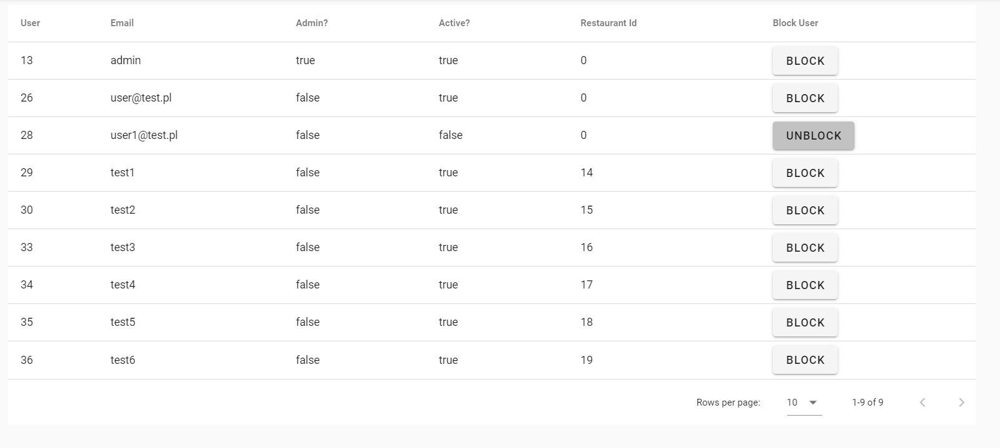 User Email Admin? Active? Restaurant Id Block User
13 admin true true 0 BLOCK
26 user@test.pl false true 0 BLOCK
28 user1@test.pl false false 0 UNBLOCK
29 test1 false true 14 BLOCK
30 test2 false true 15 BLOCK
33 test3 false true 16 BLOCK
34 test4 false true 17 BLOCK
35 test5 false true 18 BLOCK
36 test6 false true 19 BLOCK
Rows per page: 10 1-9 of 9